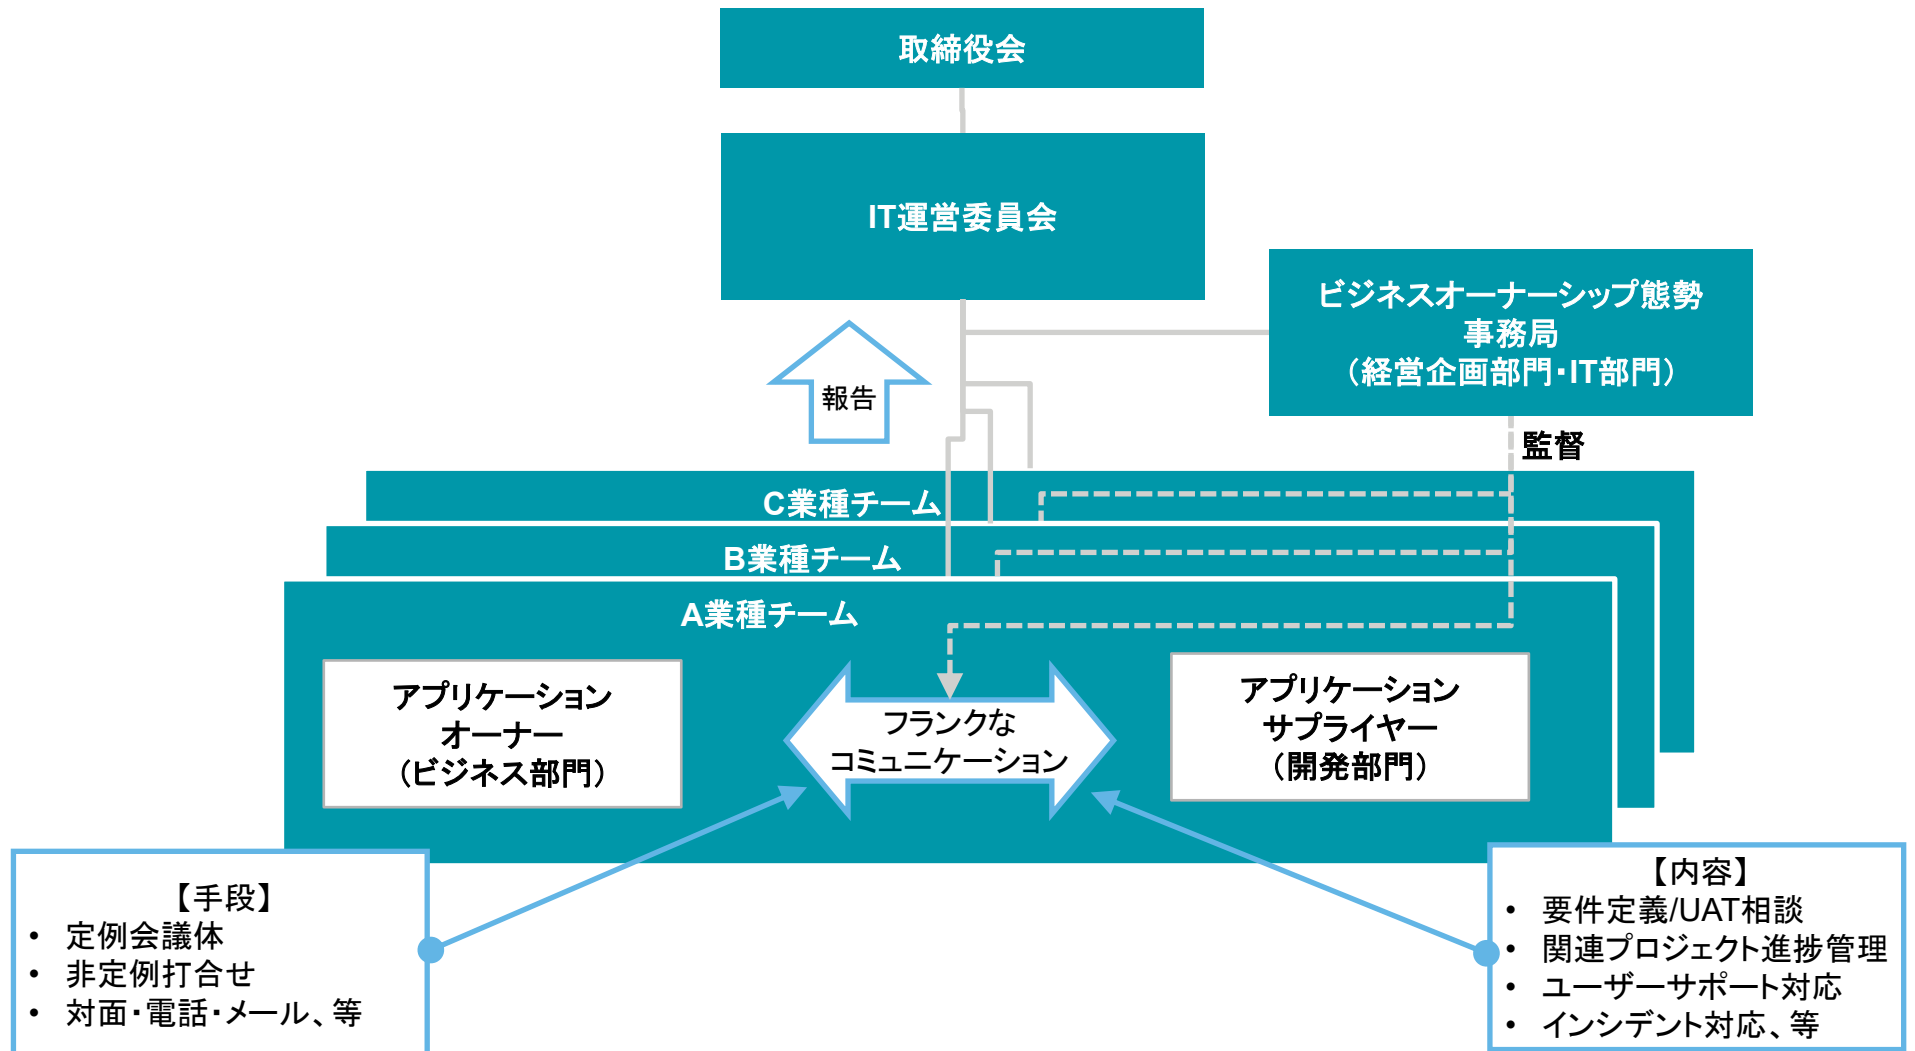 取締役会
IT運営委員会
ビジネスオーナーシップ態勢
事務局
（経営企画部門・IT部門）
報告
監督
C業種チーム
B業種チーム
A業種チーム
アプリケーション
オーナー
（ビジネス部門）
フランクな
コミュニケーション
アプリケーション
サプライヤー
（開発部門）
【手段】
• 定例会議体
• 非定例打合せ
• 対面・電話・メール、等
【内容】
• 要件定義/UAT相談
• 関連プロジェクト進捗管理
• ユーザーサポート対応
• インシデント対応、等